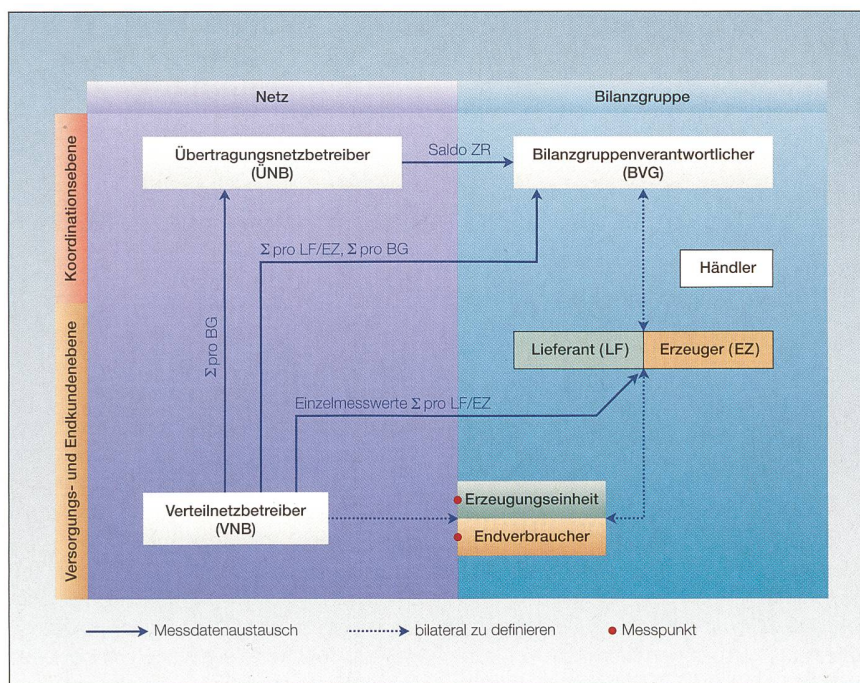 Netz
Bilanzgruppe
Koordinationsebene
Versorgungs- und Endkundenebene
Übertragungsnetzbetreiber
(ÜNB)
Saldo ZR
Bilanzgruppenverantwortlicher
(BVG)
Σ pro LF/EZ, Σ pro BG
Händler
Σ pro BG
Lieferant (LF)
Erzeuger (EZ)
Einzelmesswerte Σ pro LF/EZ
Verteilnetzbetreiber
(VNB)
Erzeugungseinheit
Endverbraucher
Messdatenaustausch
bilateral zu definieren
Messpunkt